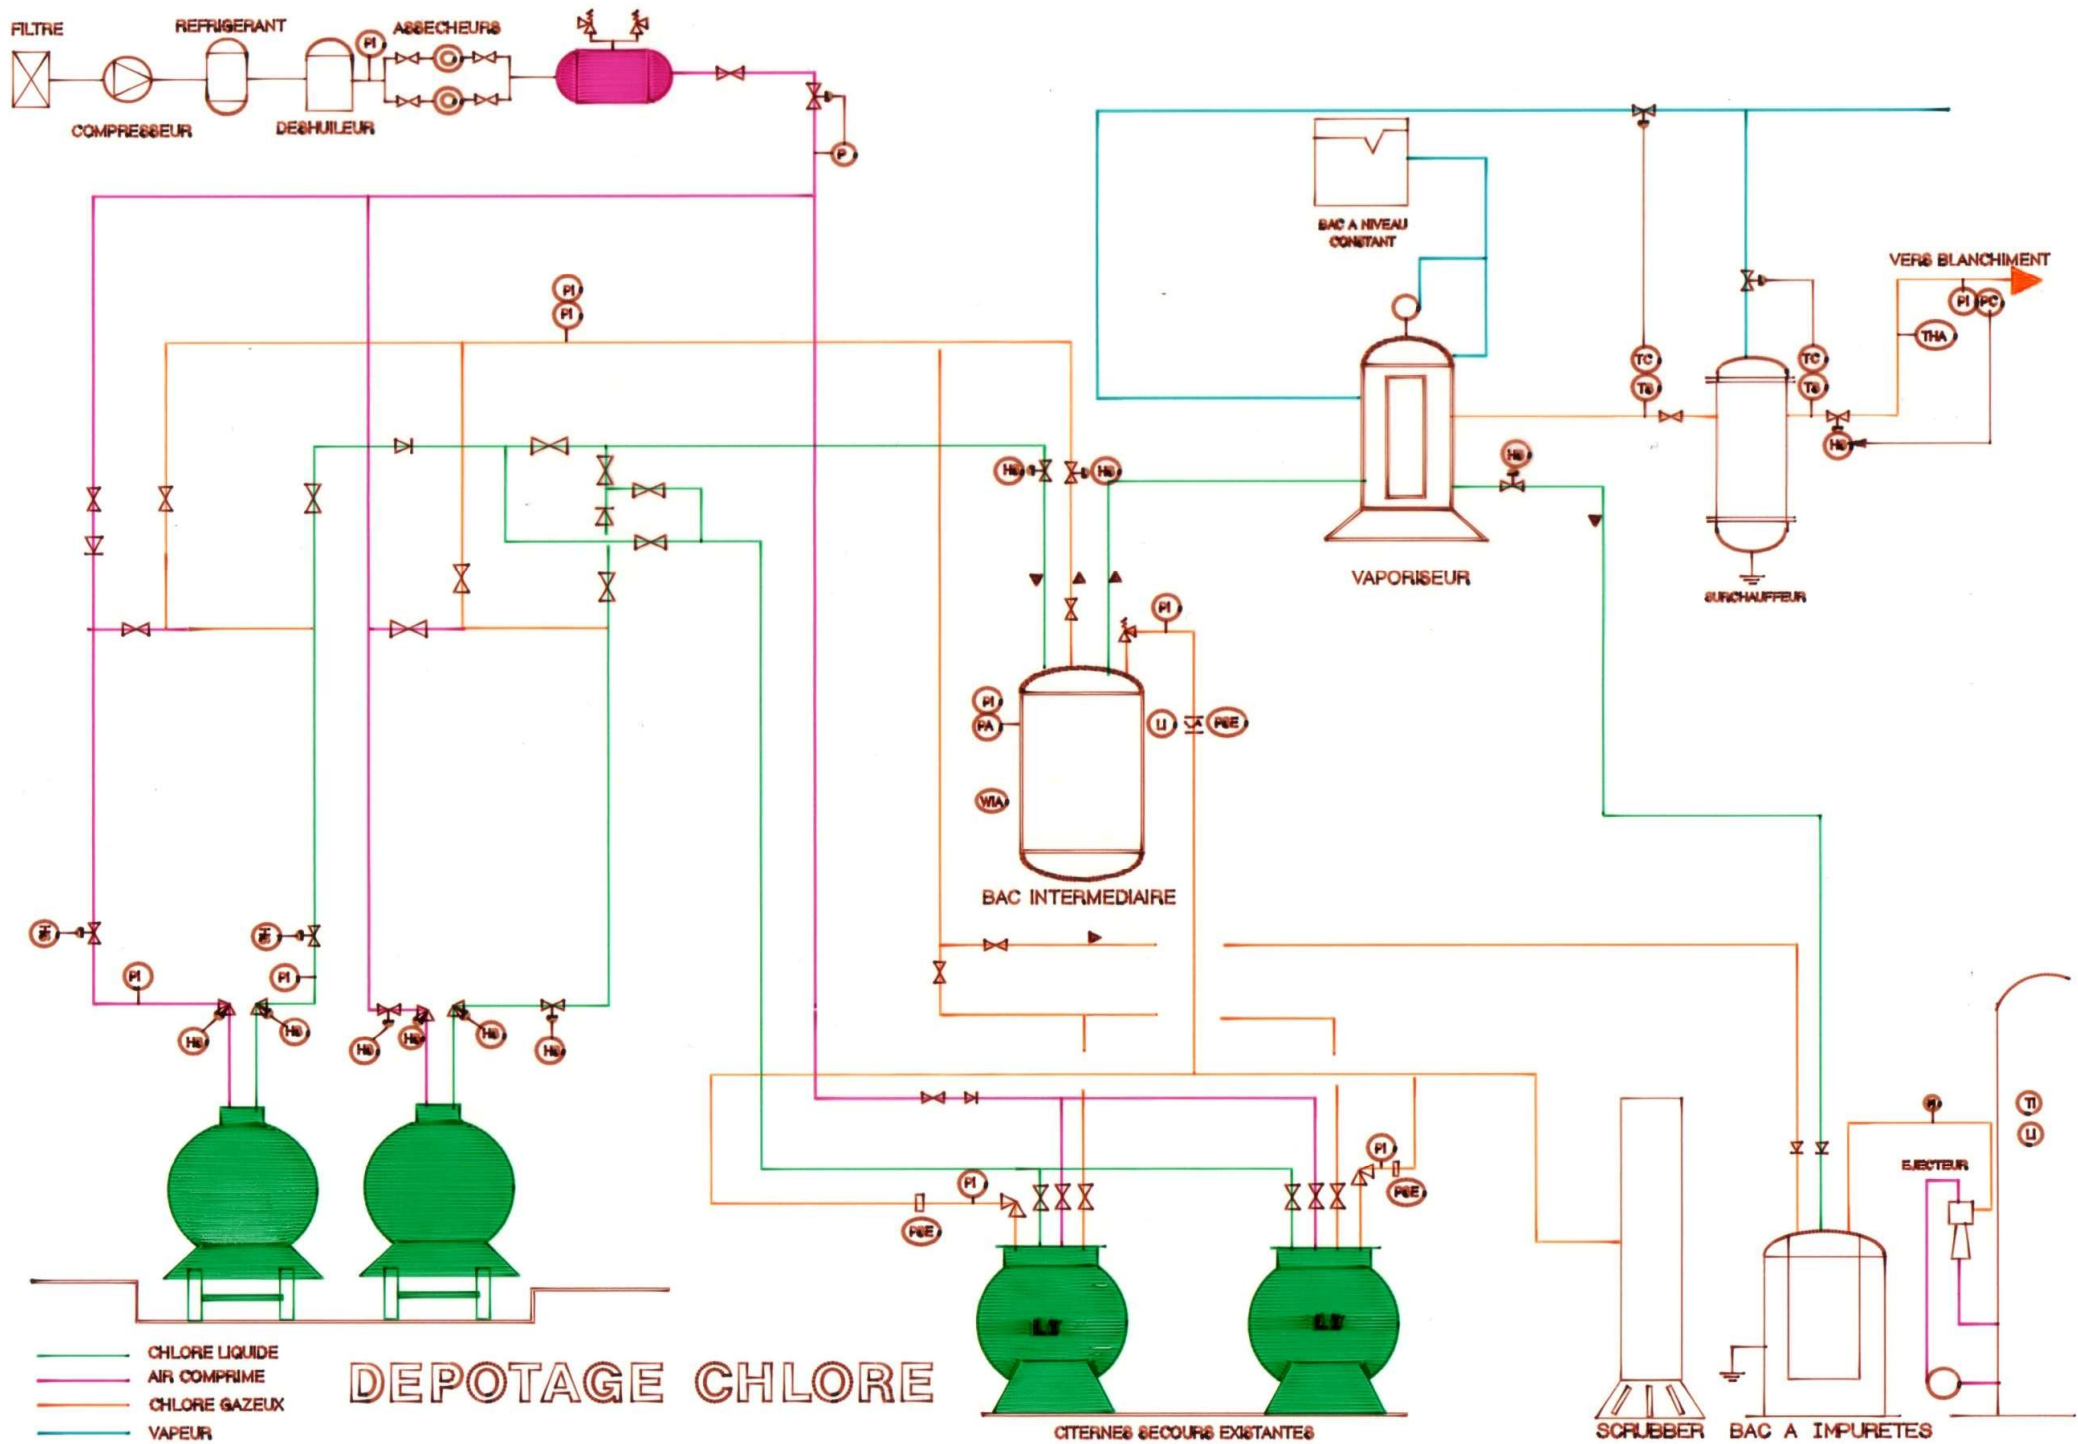 FILTRE
REFRIGERANT
PI
ASSECHEURS
COMPRESSEUR
DESHUILEUR
P
BAC A NIVEAU
CONSTANT
VERS BLANCHIMENT
PI
PI
PI
PC
THA
TC
TC
VAPORISEUR
SURCHAUFFEUR
PI
PI
PA
LI
PSE
WIA
BAC INTERMEDIAIRE
PI
PI
TI
LI
PI
EJECTEUR
PI
PSE
PSE
CHLORE LIQUIDE
AIR COMPRIME
CHLORE GAZEUX
VAPEUR
DEPOTAGE CHLORE
CITERNES SECOURS EXISTANTES
SCRUBBER
BAC A IMPURETES